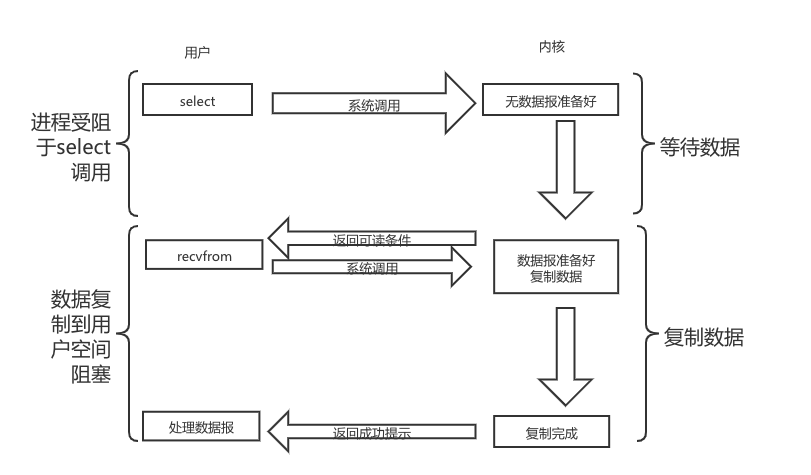 用户
内核
select
系统调用
无数据报准备好
进程受阻
于select
调用
等待数据
返回可读条件
recvfrom
系统调用
数据报准备好
复制数据
数据复
制到用
户空间
阻塞
复制数据
处理数据报
返回成功提示
复制完成